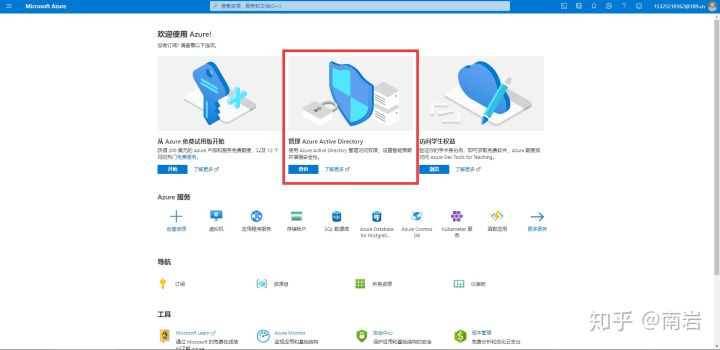 Microsoft Azure
搜索资源、服务和文档(G+/)
15325218162@189.cn
欢迎使用 Azure!
没有订阅? 请查看以下选项。
从 Azure 免费试用版开始
获得 200 美元的 Azure 产品和服务免费额度，以及 12 个
月的热门免费服务。
开始
了解更多
管理 Azure Active Directory
使用 Azure Active Directory 管理访问权限，设置智能策略
并增强安全性。
查看
了解更多
访问学生权益
验证你的学术身份后，即可获取免费软件、Azure 额度或
访问 Azure Dev Tools for Teaching。
浏览
了解更多
Azure 服务
创建资源
虚拟机
应用程序服务
存储帐户
SQL 数据库
Azure Database
for Postgres...
Azure Cosmos
DB
Kubernetes 服
务
函数应用
更多服务
导航
订阅
资源组
所有资源
仪表板
工具
Microsoft Learn
通过 Microsoft 的免费在线培
Azure Monitor
监视应用和基础结构
安全中心
保护应用和基础结构的安全
成本管理
免费分析和优化云支出
知乎 @南岩